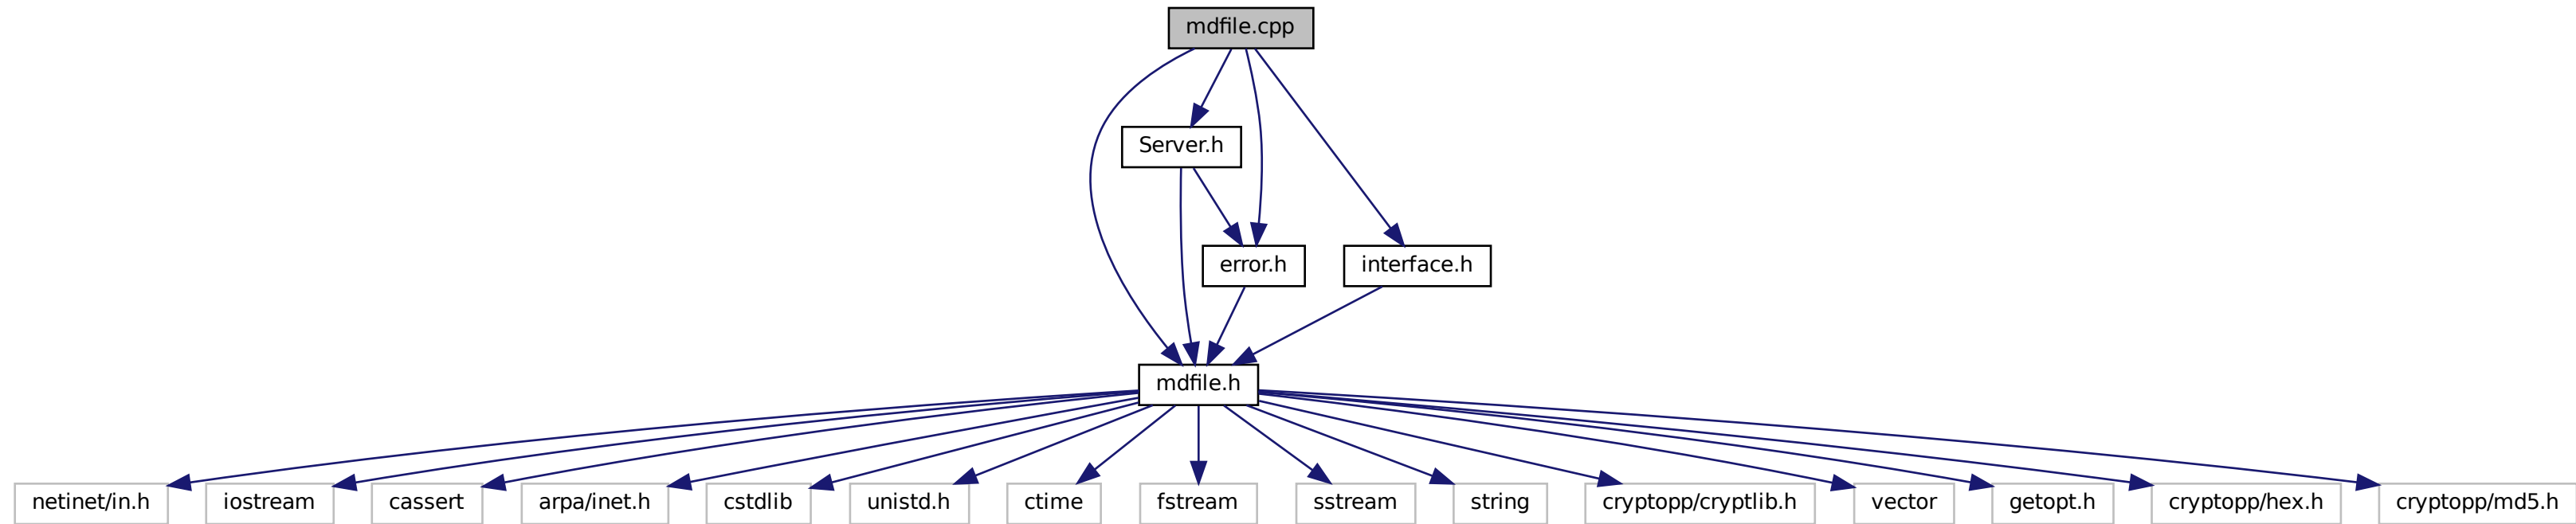 mdfile.cpp
Server.h
error.h
interface.h
mdfile.h
netinet/in.h
iostream
cassert
arpa/inet.h
cstdlib
unistd.h
ctime
fstream
sstream
string
cryptopp/cryptlib.h
vector
getopt.h
cryptopp/hex.h
cryptopp/md5.h